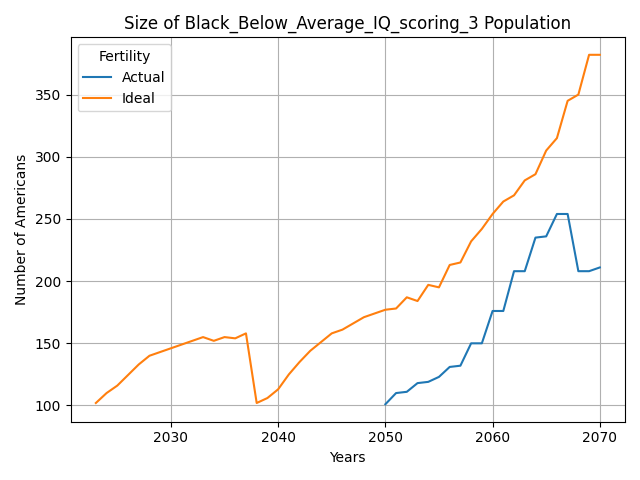 Size of Black_Below_Average_IQ_scoring_3 Population
Fertility
Actual
Ideal
Number of Americans
350
300
250
200
150
100
2030 2040 2050 2060 2070
Years